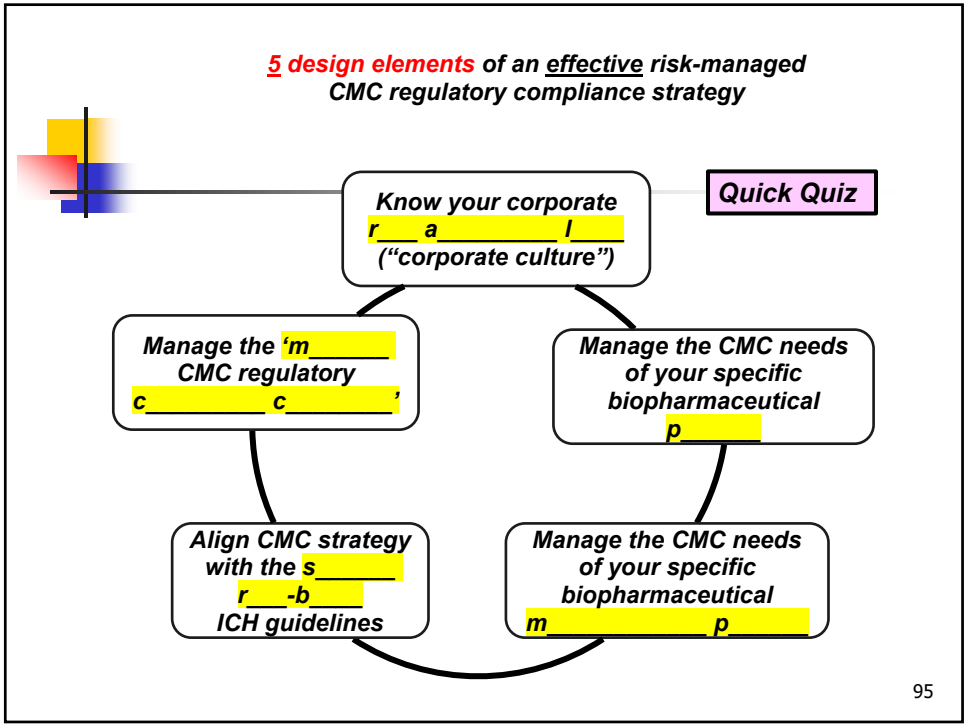 5 design elements of an effective risk-managed
CMC regulatory compliance strategy
Quick Quiz
Know your corporate
r___ a_________ l____
(“corporate culture”)
Manage the ‘m______
CMC regulatory
c_________ c________’
Manage the CMC needs
of your specific
biopharmaceutical
p______
Align CMC strategy
with the s______
r___-b____
ICH guidelines
Manage the CMC needs
of your specific
biopharmaceutical
m______________ p______
95